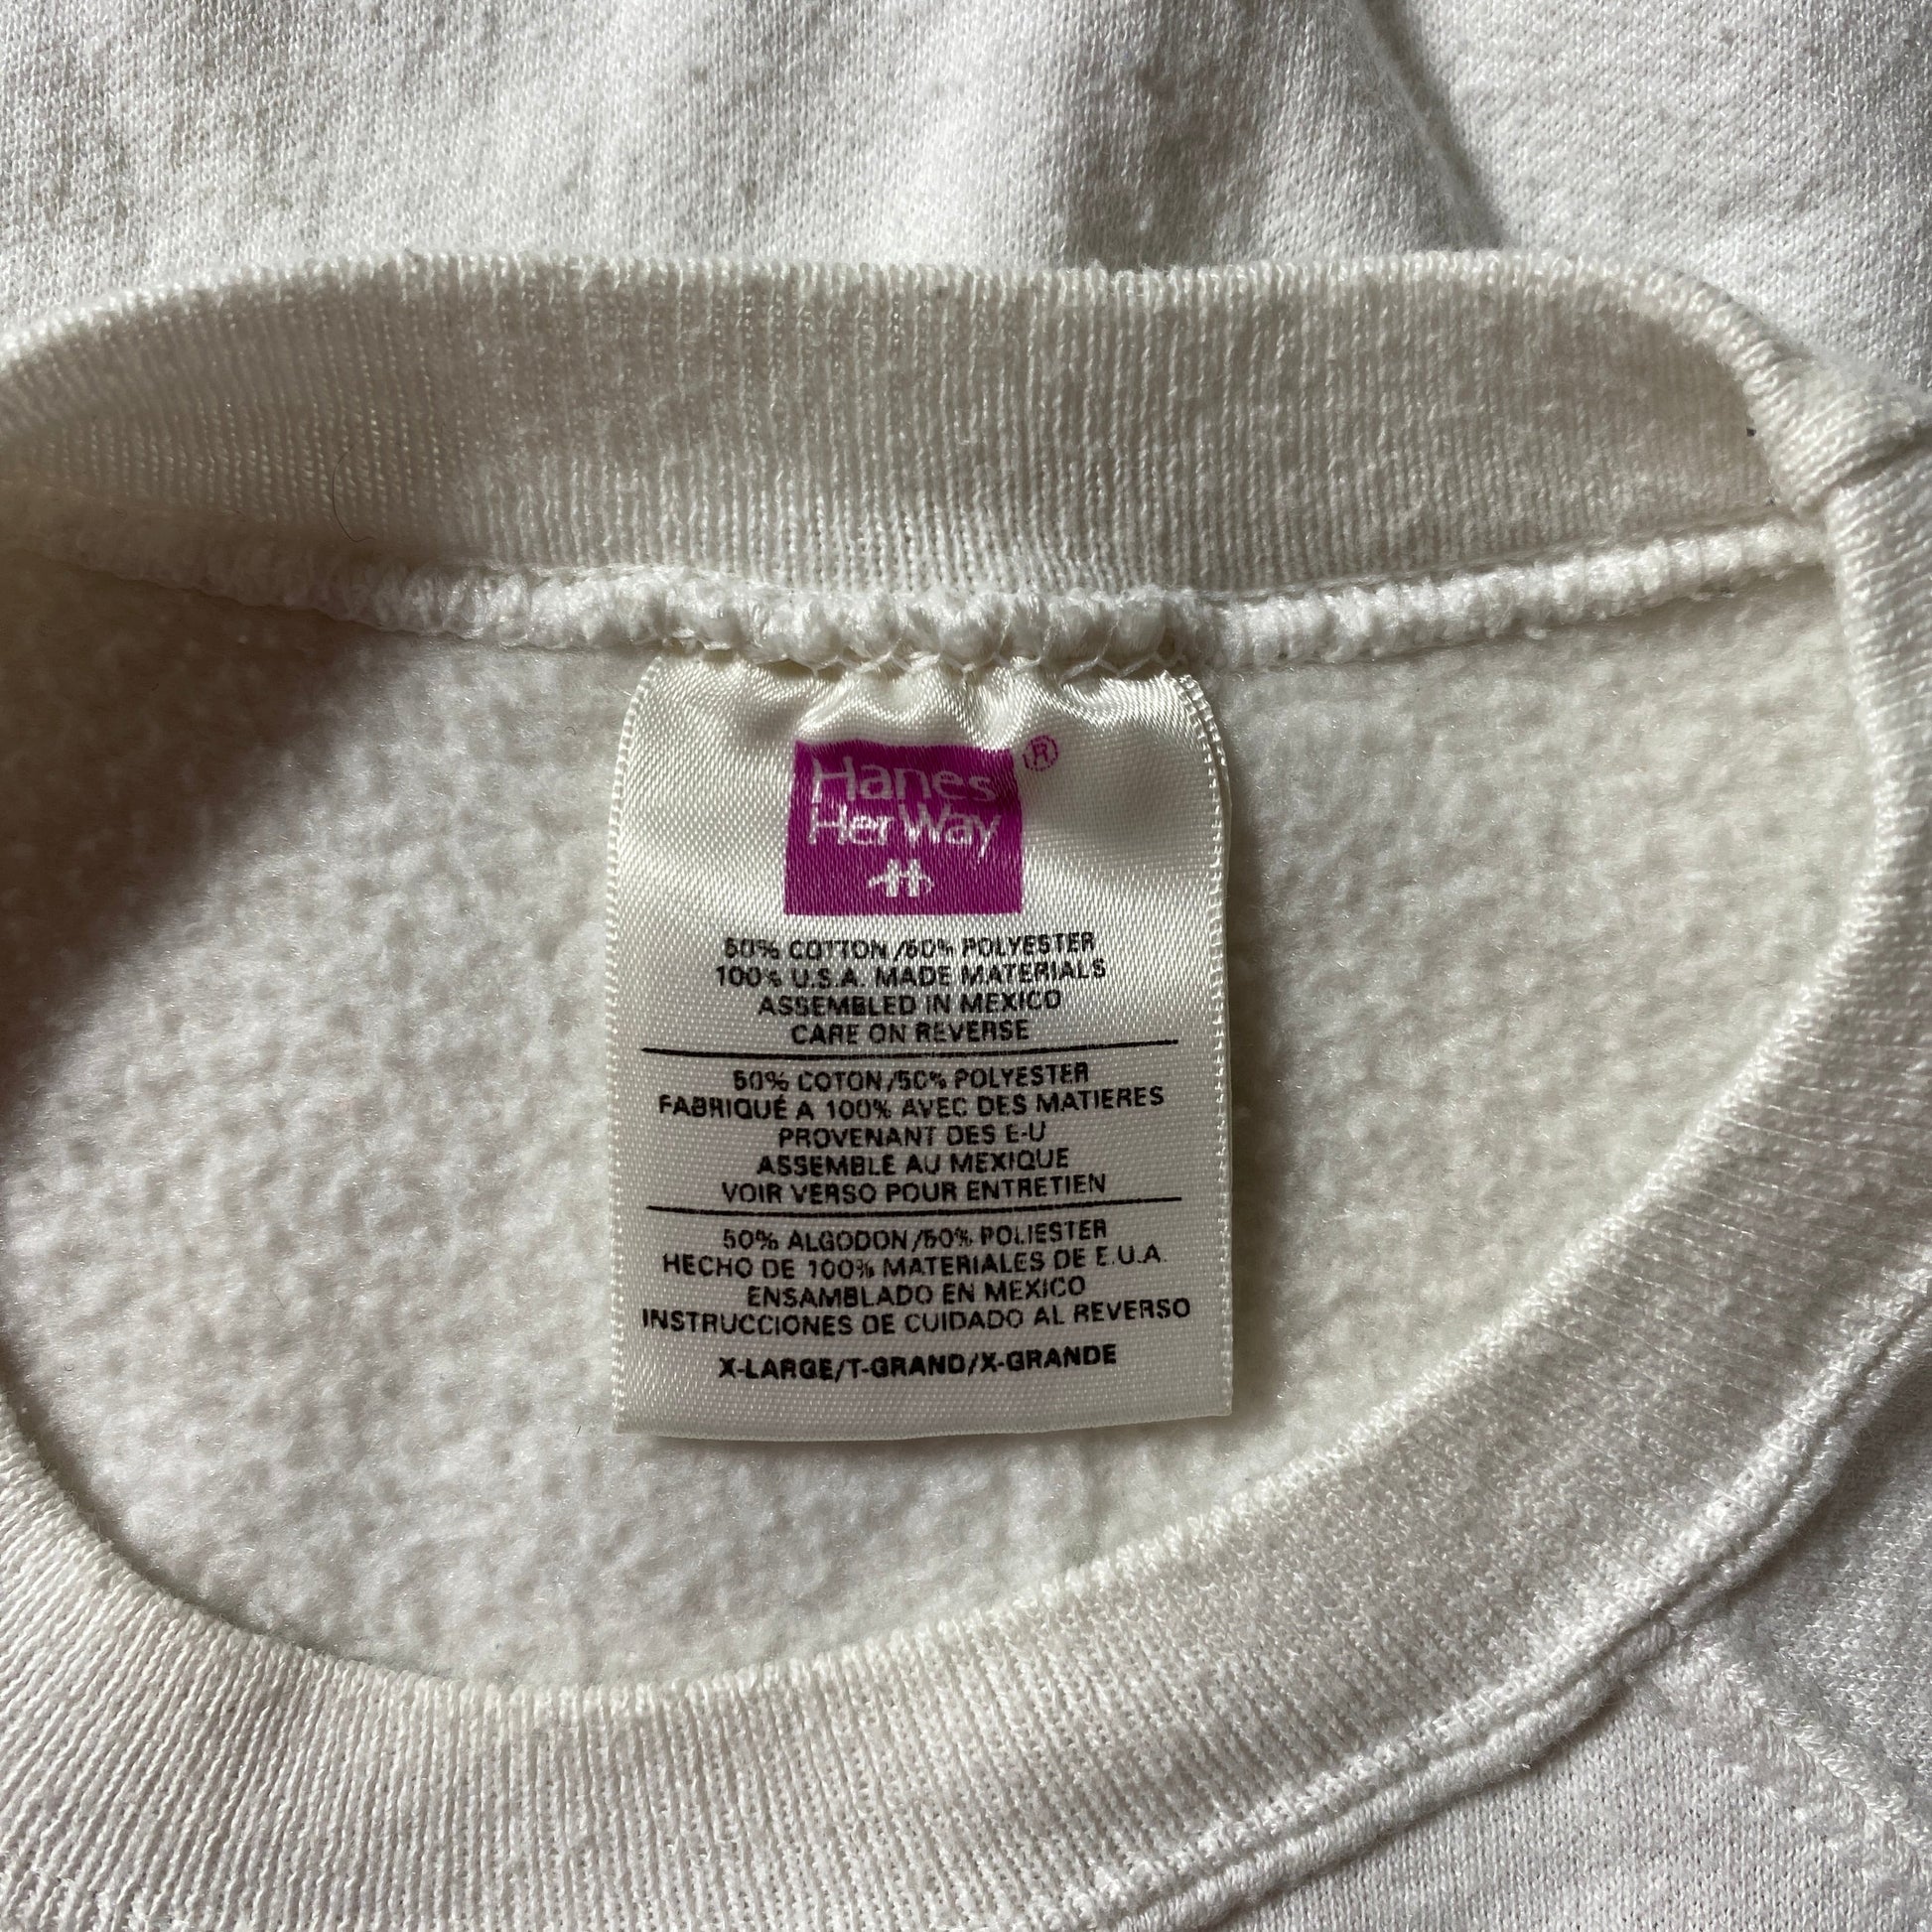 Hanes ®
Her Way
50% COTTON/50% POLYESTER
100% U.S.A. MADE MATERIALS
ASSEMBLED IN MEXICO
CARE ON REVERSE
50% COTON/50% POLYESTER
FABRIQUÉ A 100% AVEC DES MATIERES
PROVENANT DES E-U
ASSEMBLE AU MEXIQUE
VOIR VERSO POUR ENTRETIEN
50% ALGODON/50% POLIESTER
HECHO DE 100% MATERIALES DE E.U.A.
ENSAMBLADO EN MEXICO
INSTRUCCIONES DE CUIDADO AL REVERSO
X-LARGE/T-GRAND/X-GRANDE